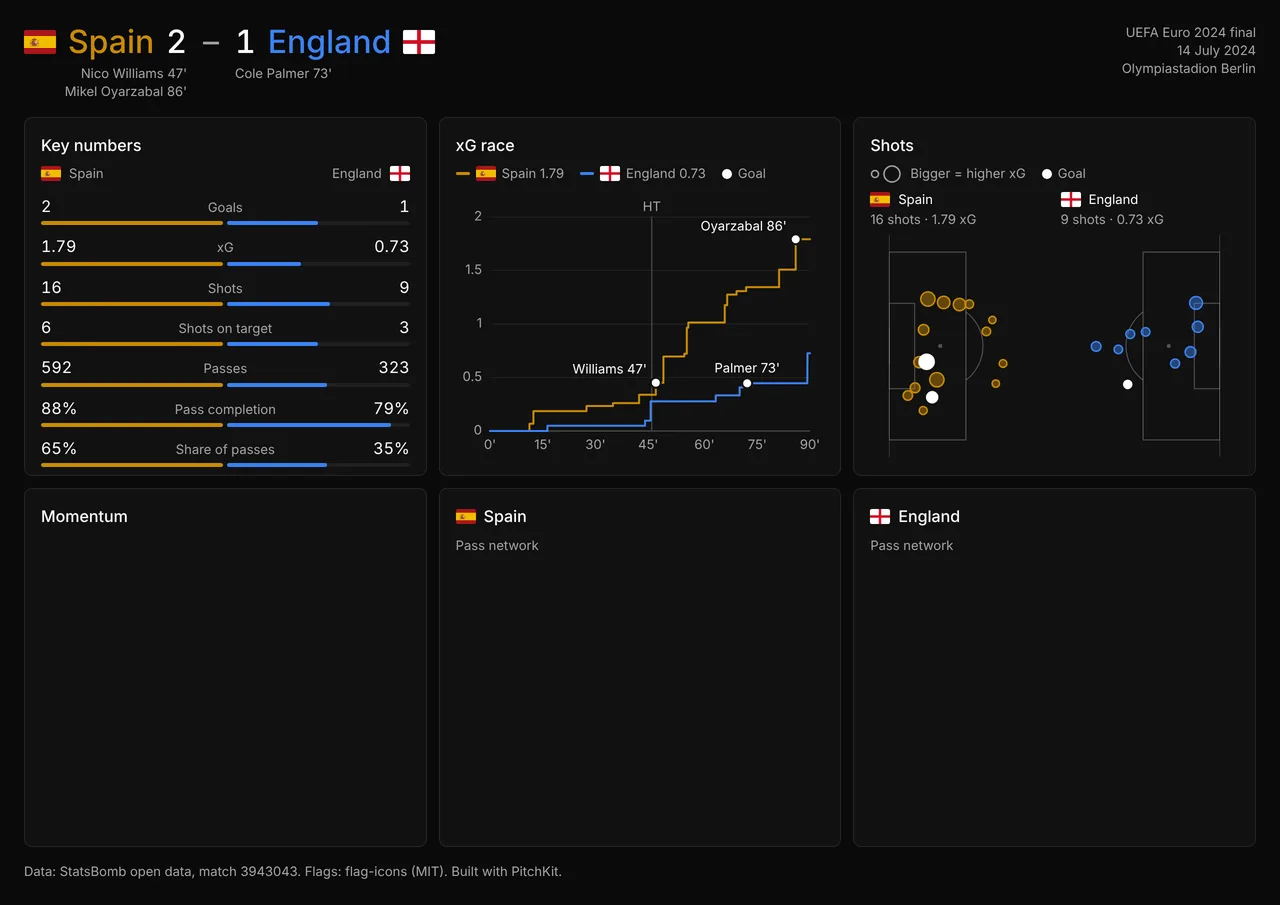 Spain 2 – 1 England
Nico Williams 47'
Mikel Oyarzabal 86'
Cole Palmer 73'
UEFA Euro 2024 final
14 July 2024
Olympiastadion Berlin
Key numbers
Spain England
2 Goals 1
1.79 xG 0.73
16 Shots 9
6 Shots on target 3
592 Passes 323
88% Pass completion 79%
65% Share of passes 35%
xG race
Spain 1.79 England 0.73 Goal
HT
2
Oyarzabal 86'
1.5
1
Williams 47' Palmer 73'
0.5
0
0' 15' 30' 45' 60' 75' 90'
Shots
Bigger = higher xG Goal
Spain
16 shots · 1.79 xG
England
9 shots · 0.73 xG
Momentum
Spain
Pass network
England
Pass network
Data: StatsBomb open data, match 3943043. Flags: flag-icons (MIT). Built with PitchKit.